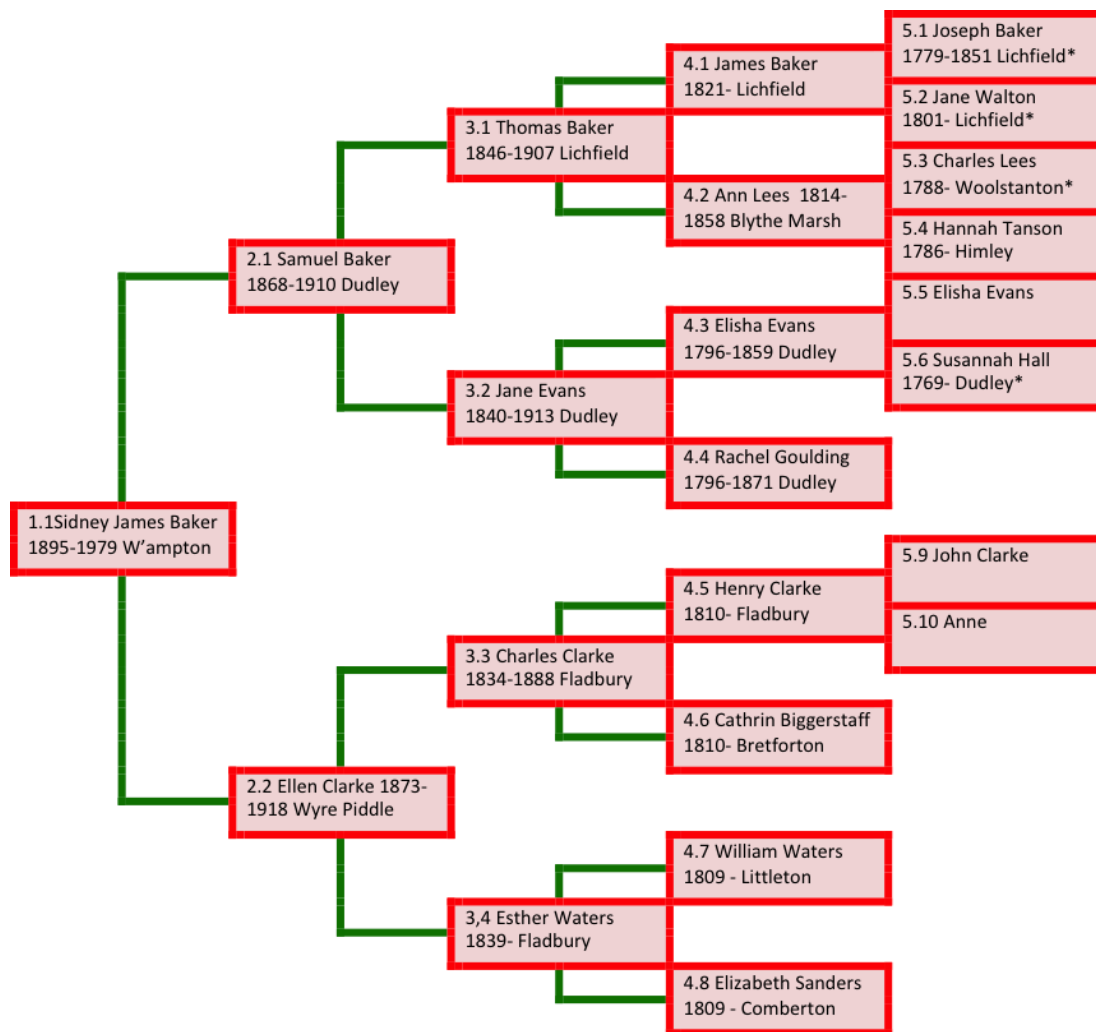 5.1 Joseph Baker
1779-1851 Lichfield*
4.1 James Baker
1821- Lichfield
5.2 Jane Walton
1801- Lichfield*
3.1 Thomas Baker
1846-1907 Lichfield
5.3 Charles Lees
1788- Woolstanton*
4.2 Ann Lees  1814-
1858 Blythe Marsh
5.4 Hannah Tanson
1786- Himley
2.1 Samuel Baker
1868-1910 Dudley
5.5 Elisha Evans
4.3 Elisha Evans
1796-1859 Dudley
5.6 Susannah Hall
1769- Dudley*
3.2 Jane Evans
1840-1913 Dudley
4.4 Rachel Goulding
1796-1871 Dudley
1.1Sidney James Baker
1895-1979 W’ampton
5.9 John Clarke
4.5 Henry Clarke
1810- Fladbury
5.10 Anne
3.3 Charles Clarke
1834-1888 Fladbury
4.6 Cathrin Biggerstaff
1810- Bretforton
2.2 Ellen Clarke 1873-
1918 Wyre Piddle
4.7 William Waters
1809 - Littleton
3,4 Esther Waters
1839- Fladbury
4.8 Elizabeth Sanders
1809 - Comberton